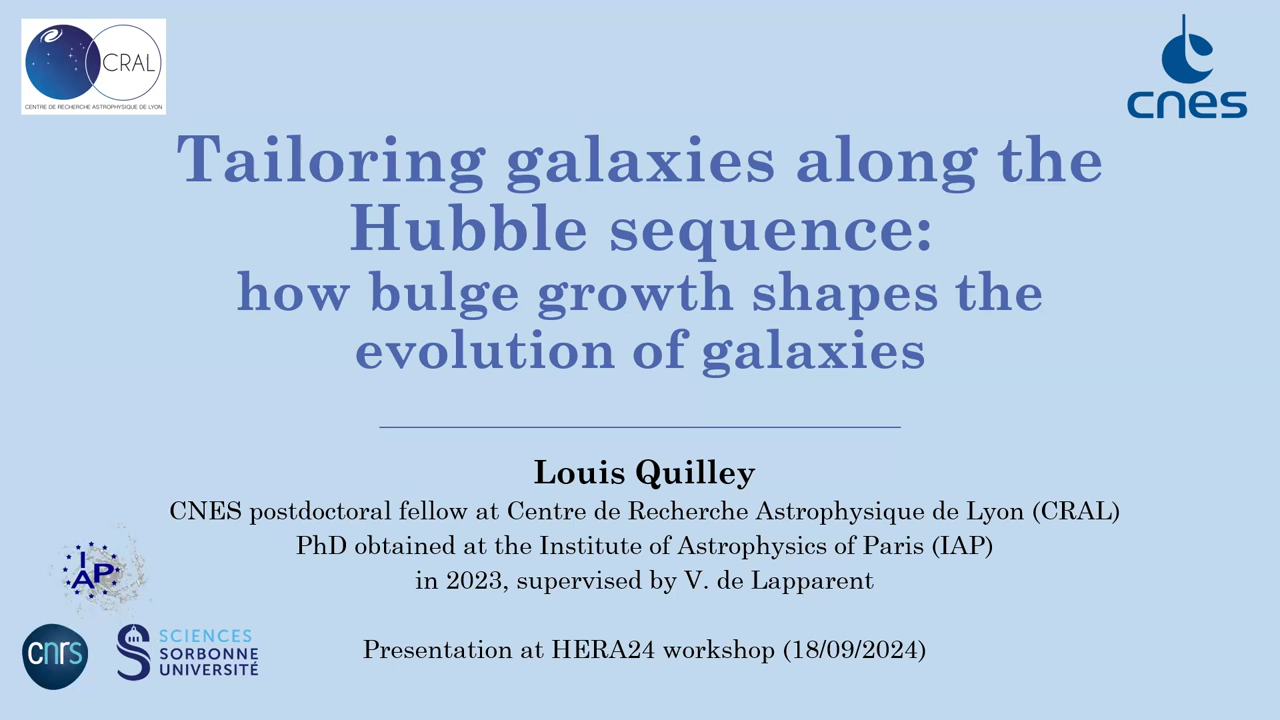 CRAL
CENTRE DE RECHERCHE ASTROPHYSIQUE DE LYON
cnes
Tailoring galaxies along the
Hubble sequence:
how bulge growth shapes the
evolution of galaxies
Louis Quilley
CNES postdoctoral fellow at Centre de Recherche Astrophysique de Lyon (CRAL)
PhD obtained at the Institute of Astrophysics of Paris (IAP)
in 2023, supervised by V. de Lapparent
Presentation at HERA24 workshop (18/09/2024)
IAP
cnrs
SCIENCES
SORBONNE
UNIVERSITÉ